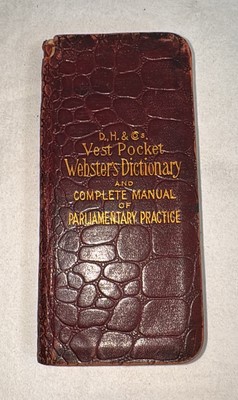 D., H. & Co's.
Vest Pocket
Webster's Dictionary
AND
COMPLETE MANUAL
OF
PARLIAMENTARY PRACTICE